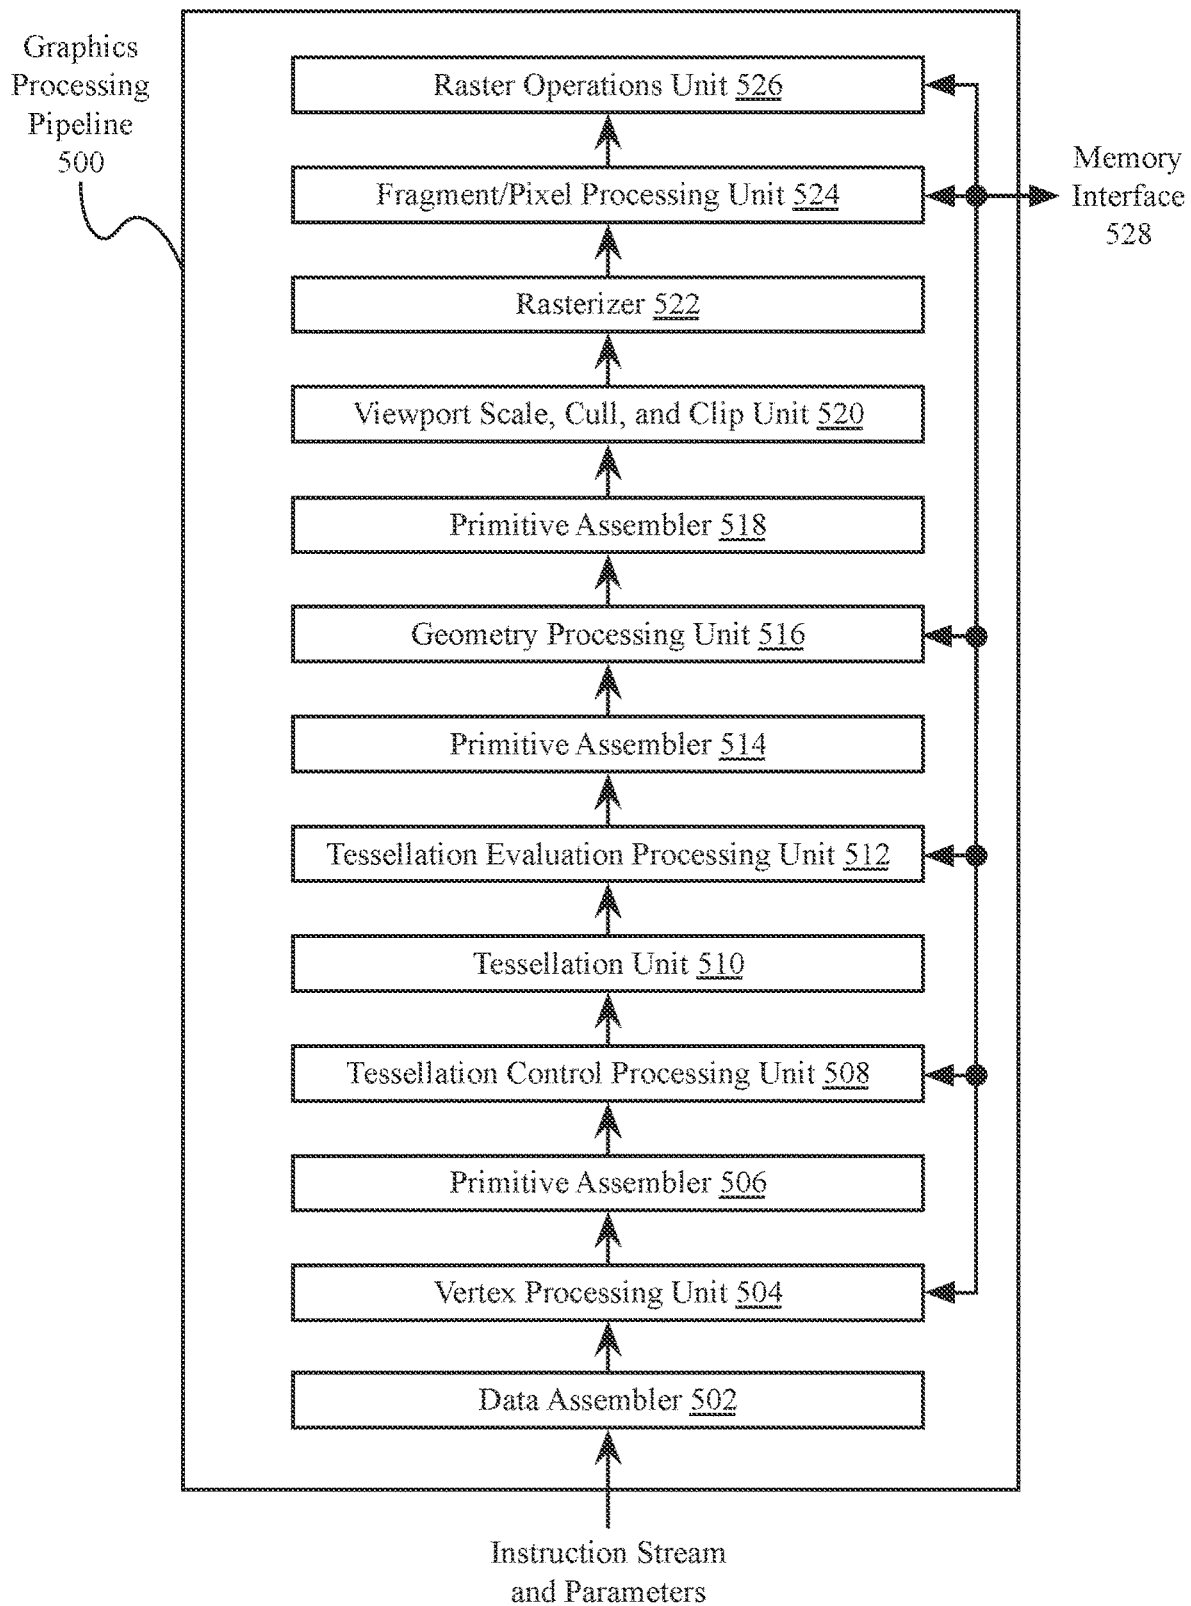 Graphics
Processing
Pipeline
500
Raster Operations Unit 526
Fragment/Pixel Processing Unit 524
Memory
Interface
528
Rasterizer 522
Viewport Scale, Cull, and Clip Unit 520
Primitive Assembler 518
Geometry Processing Unit 516
Primitive Assembler 514
Tessellation Evaluation Processing Unit 512
Tessellation Unit 510
Tessellation Control Processing Unit 508
Primitive Assembler 506
Vertex Processing Unit 504
Data Assembler 502
Instruction Stream
and Parameters